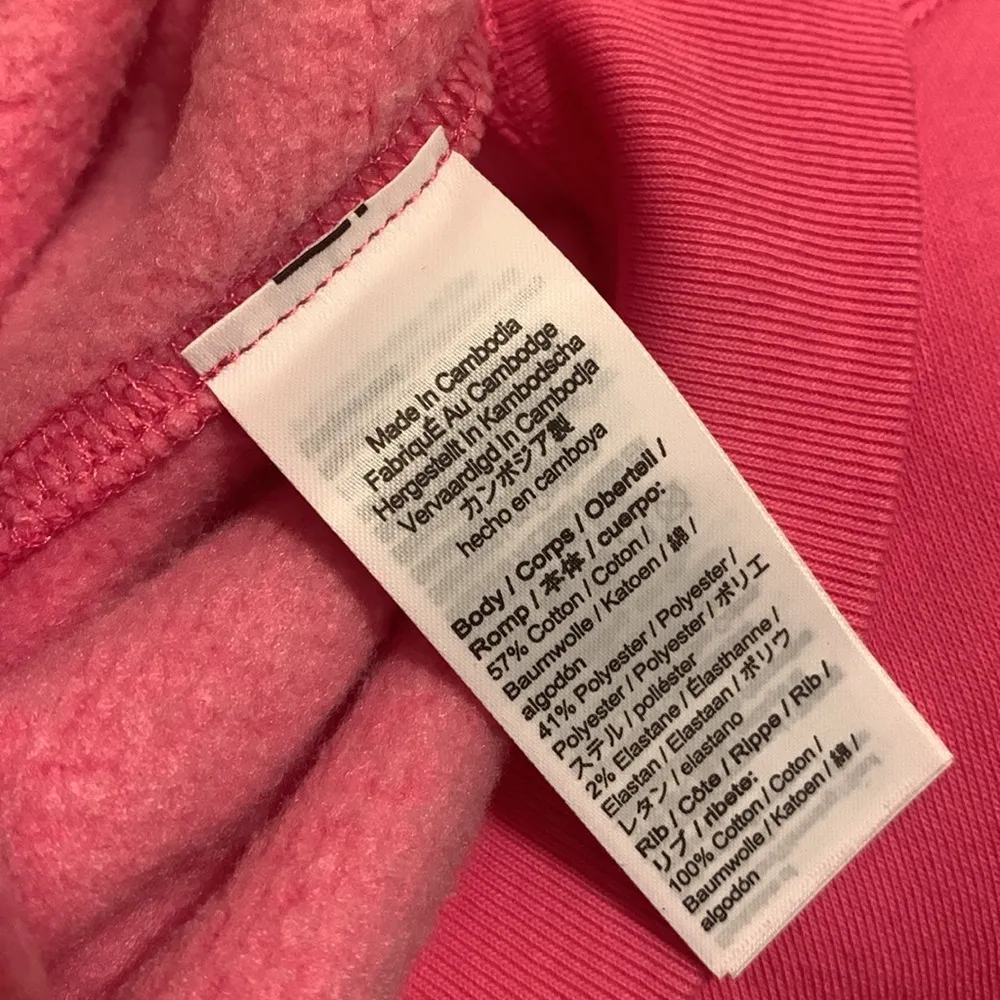 Made In Cambodia
FabriquÉ Au Cambodge
Hergestellt In Kambodscha
Vervaardigd In Cambodja
カンボジア製
hecho en camboya
Body / Corps / Oberteil /
Romp / 本体 / cuerpo:
57% Cotton / Coton /
Baumwolle / Katoen / 綿 /
algodón
41% Polyester / Polyester /
Polyester / Polyester / ポリエ
ステル / poliéster
2% Elastane / Élasthanne /
Elastan / Elastaan / ポリウ
レタン / elastano
Rib / Côte / Rippe / Rib /
リブ / ribete:
100% Cotton / Coton /
Baumwolle / Katoen / 綿 /
algodón